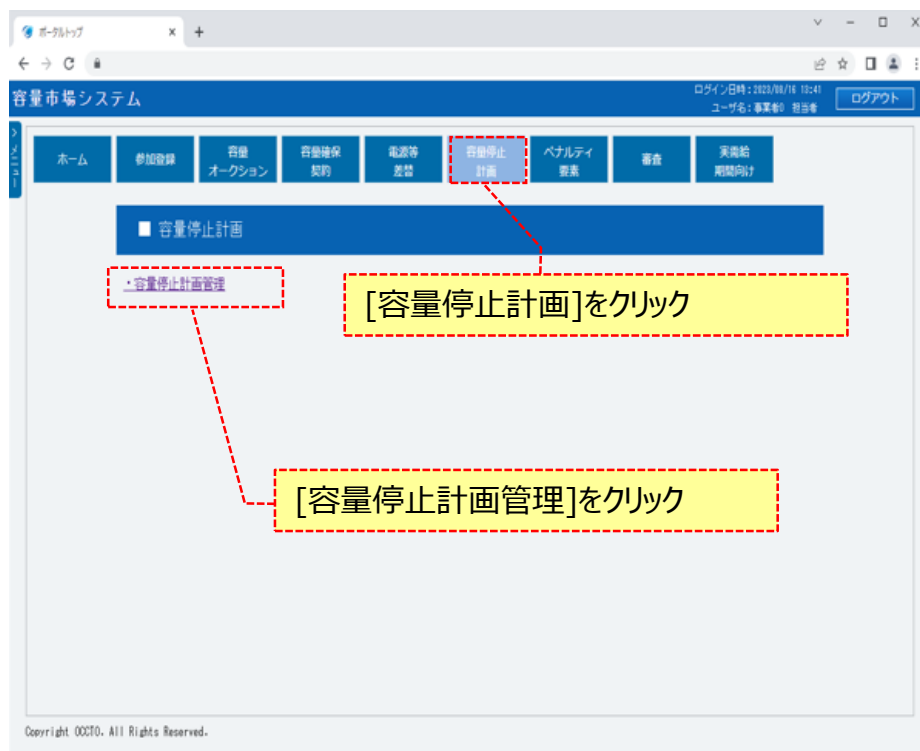 ポータルトップ
容量市場システム
ログイン日時:2023/08/16 13:41
ユーザ名:事業者0 担当者
ログアウト
メニュー
ホーム
参加登録
容量
オークション
容量確保
契約
電源等
差替
容量停止
計画
ペナルティ
要素
審査
実需給
期間向け
■ 容量停止計画
・容量停止計画管理
[容量停止計画]をクリック
[容量停止計画管理]をクリック
Copyright OCCTO. All Rights Reserved.